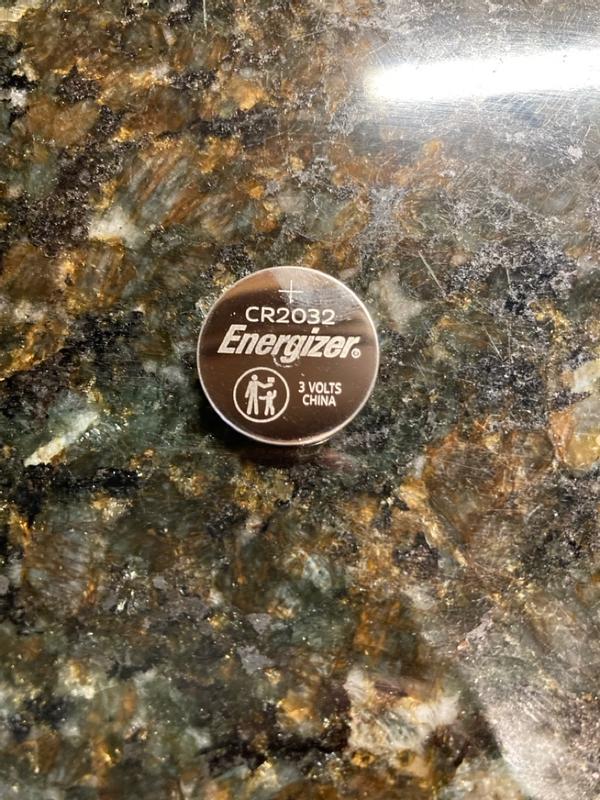 +
CR2032
Energizer®
3 VOLTS
CHINA